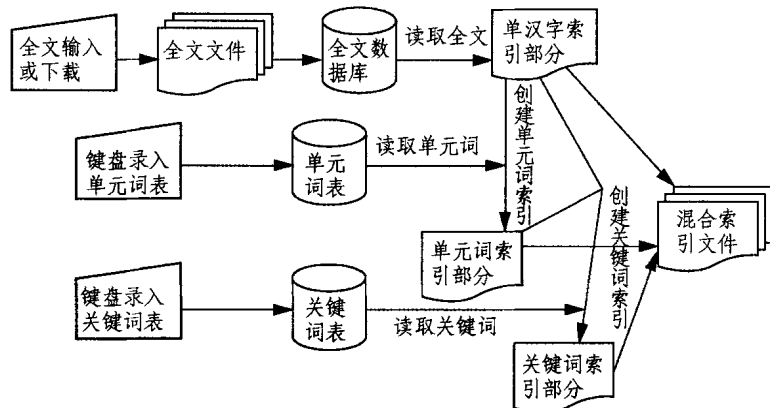 全文输入
或下载
全文文件
全文数
据库
读取全文
单汉字索
引部分
创建单元词索引
键盘录入
单元词表
单元
词表
读取单元词
创建关键词索引
混合索
引文件
单元词索
引部分
键盘录入
关键词表
关键
词表
读取关键词
关键词索
引部分